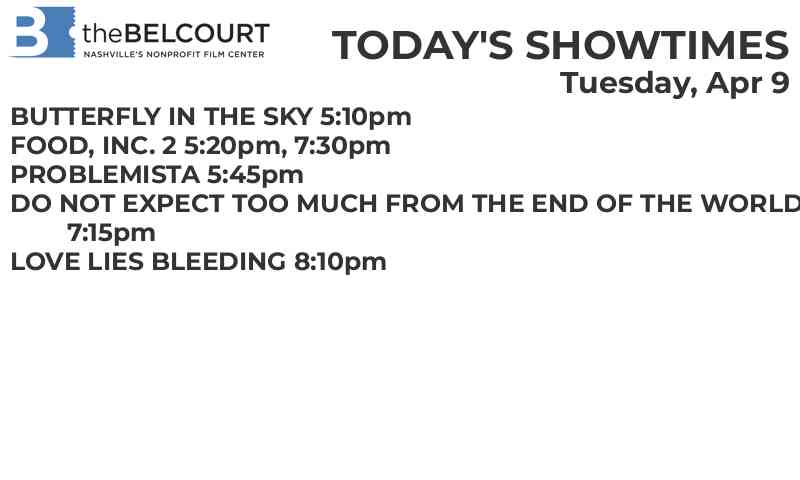 B theBELCOURT
NASHVILLE'S NONPROFIT FILM CENTER
TODAY'S SHOWTIMES
Tuesday, Apr 9
BUTTERFLY IN THE SKY 5:10pm
FOOD, INC. 2 5:20pm, 7:30pm
PROBLEMISTA 5:45pm
DO NOT EXPECT TOO MUCH FROM THE END OF THE WORLD
7:15pm
LOVE LIES BLEEDING 8:10pm